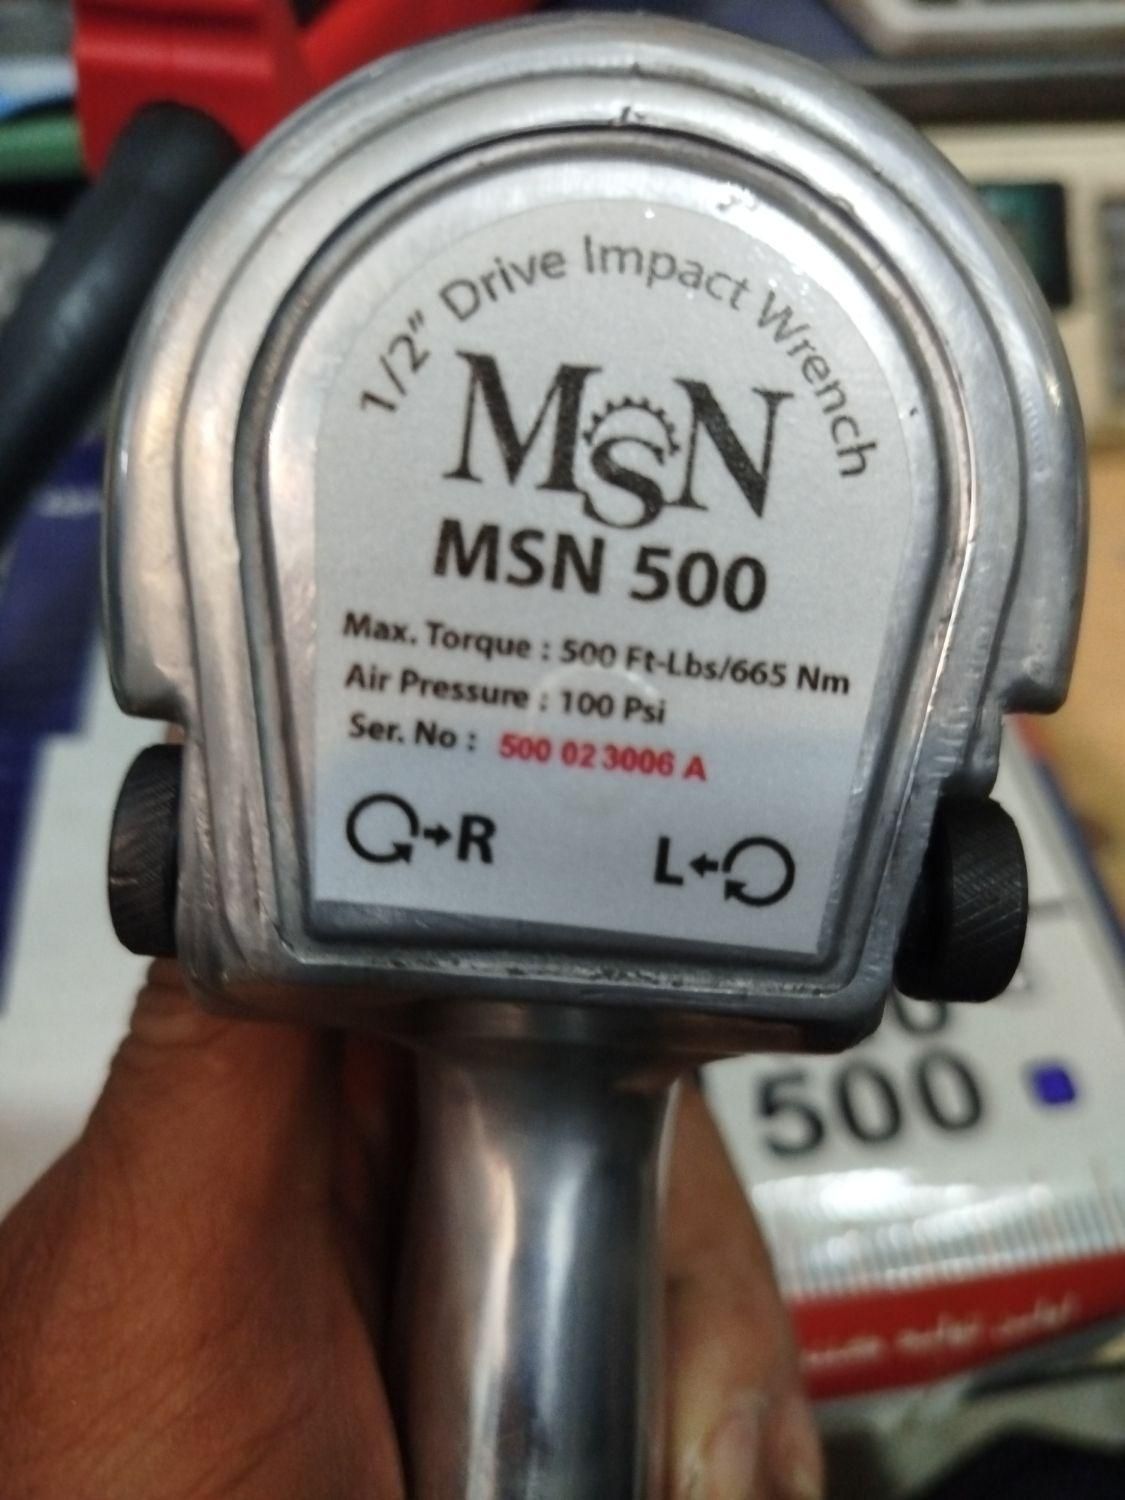 1/2" Drive Impact Wrench
MSN
MSN 500
Max. Torque : 500 Ft-Lbs/665 Nm
Air Pressure : 100 Psi
Ser. No : 500 02 3006 A
R L
500